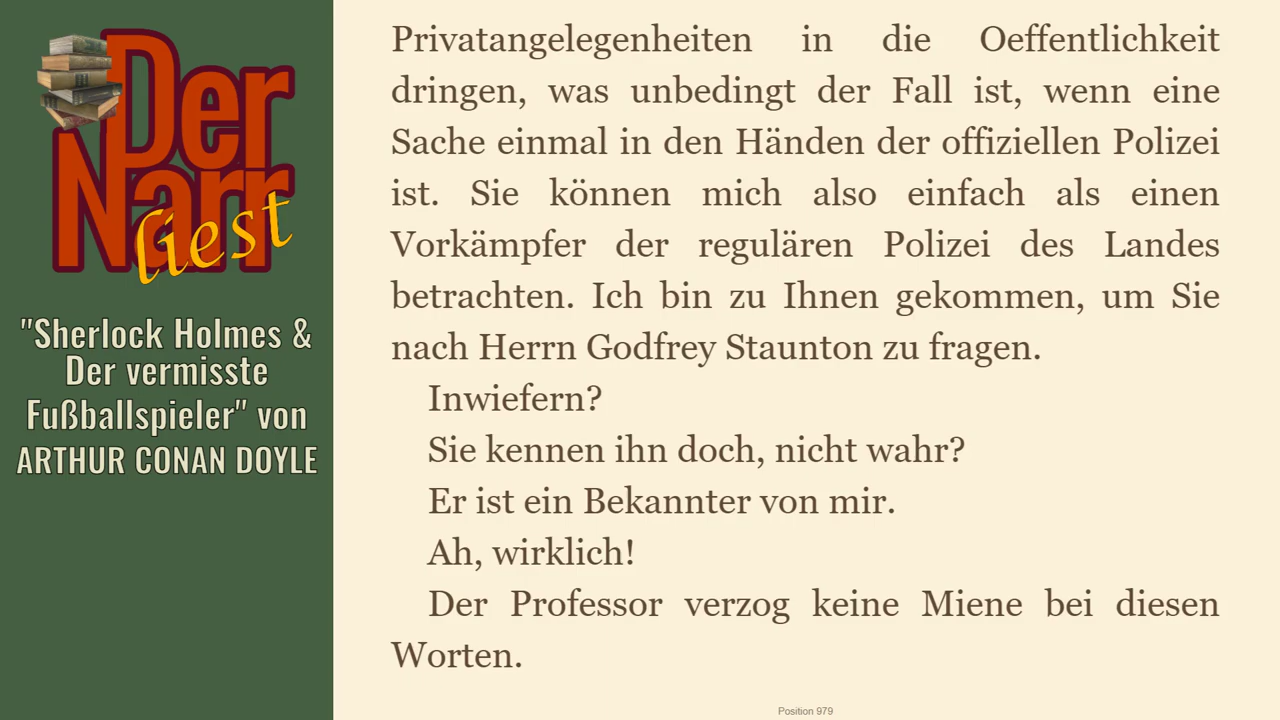 Der
Narr
liest
"Sherlock Holmes &
Der vermisste
Fußballspieler" von
ARTHUR CONAN DOYLE
Privatangelegenheiten in die Oeffentlichkeit
dringen, was unbedingt der Fall ist, wenn eine
Sache einmal in den Händen der offiziellen Polizei
ist. Sie können mich also einfach als einen
Vorkämpfer der regulären Polizei des Landes
betrachten. Ich bin zu Ihnen gekommen, um Sie
nach Herrn Godfrey Staunton zu fragen.
Inwiefern?
Sie kennen ihn doch, nicht wahr?
Er ist ein Bekannter von mir.
Ah, wirklich!
Der Professor verzog keine Miene bei diesen
Worten.
Position 979